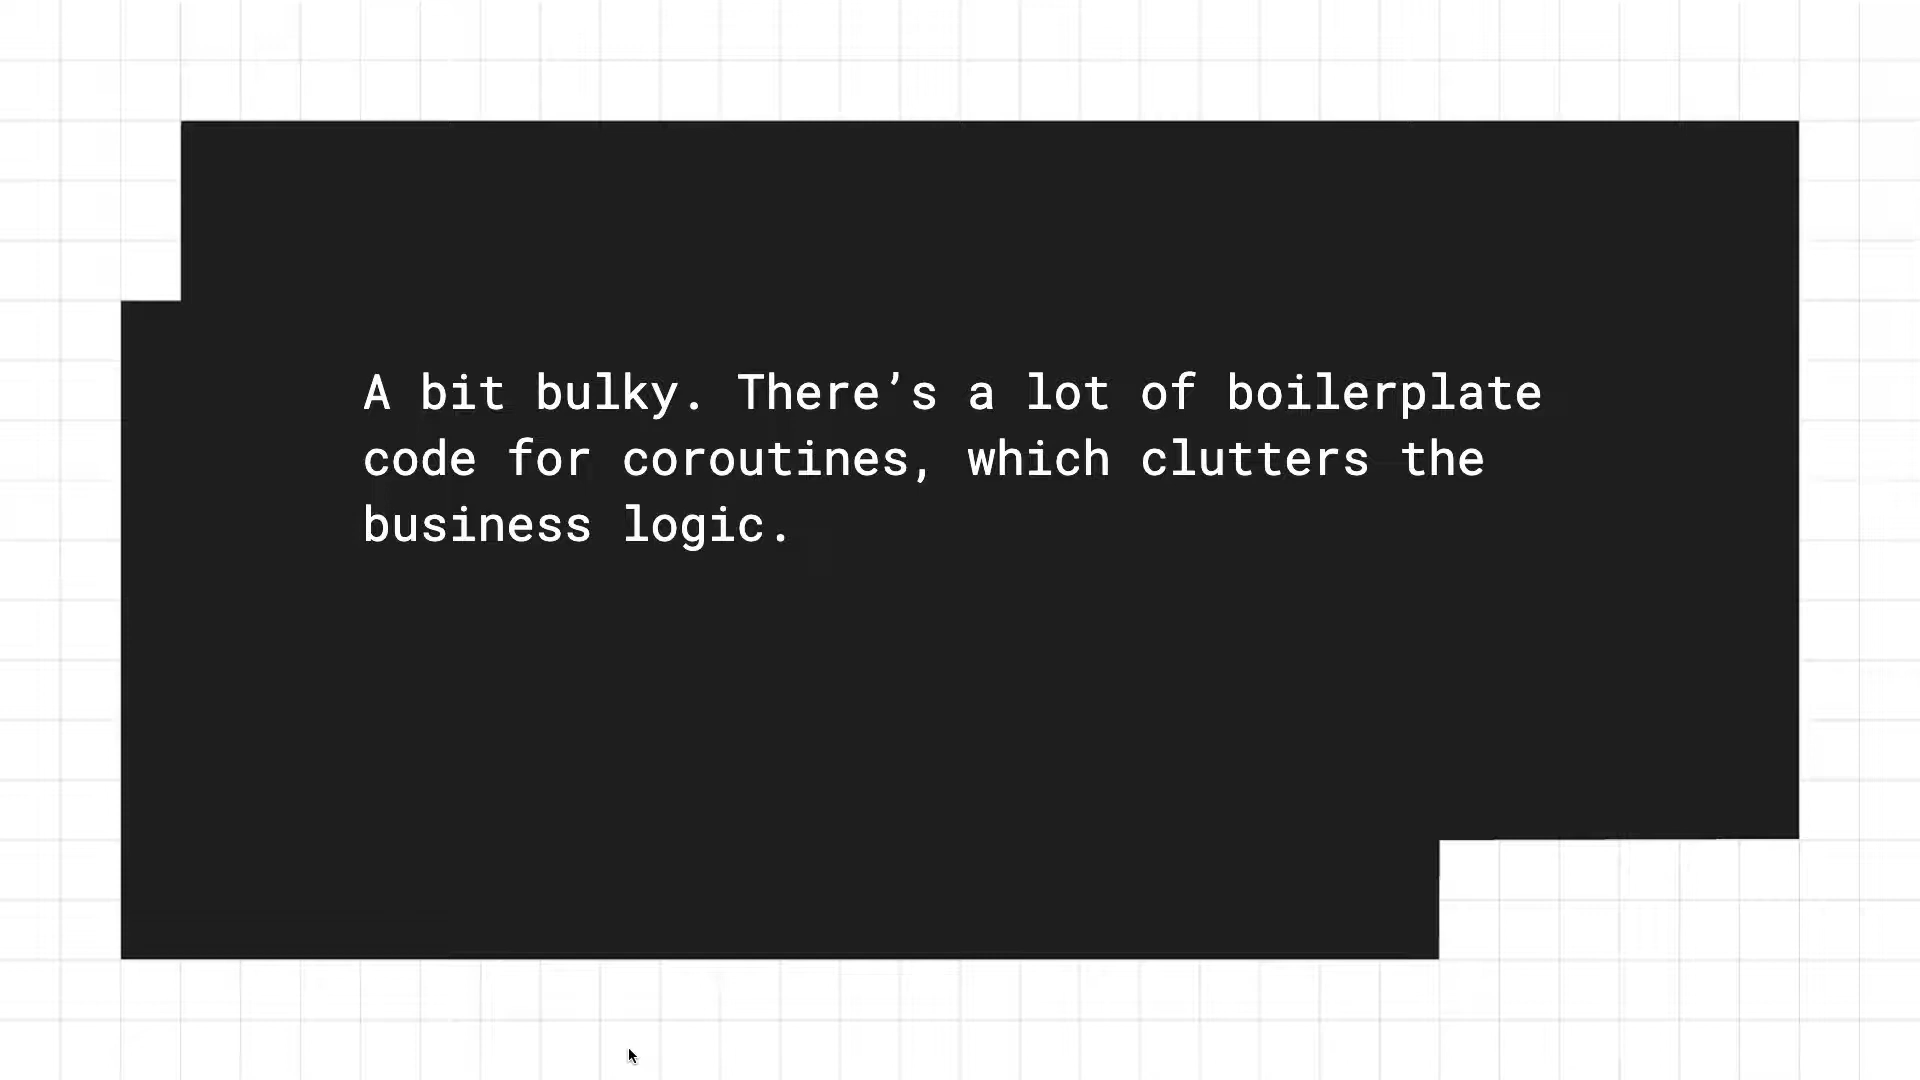 A bit bulky. There’s a lot of boilerplate
code for coroutines, which clutters the
business logic.